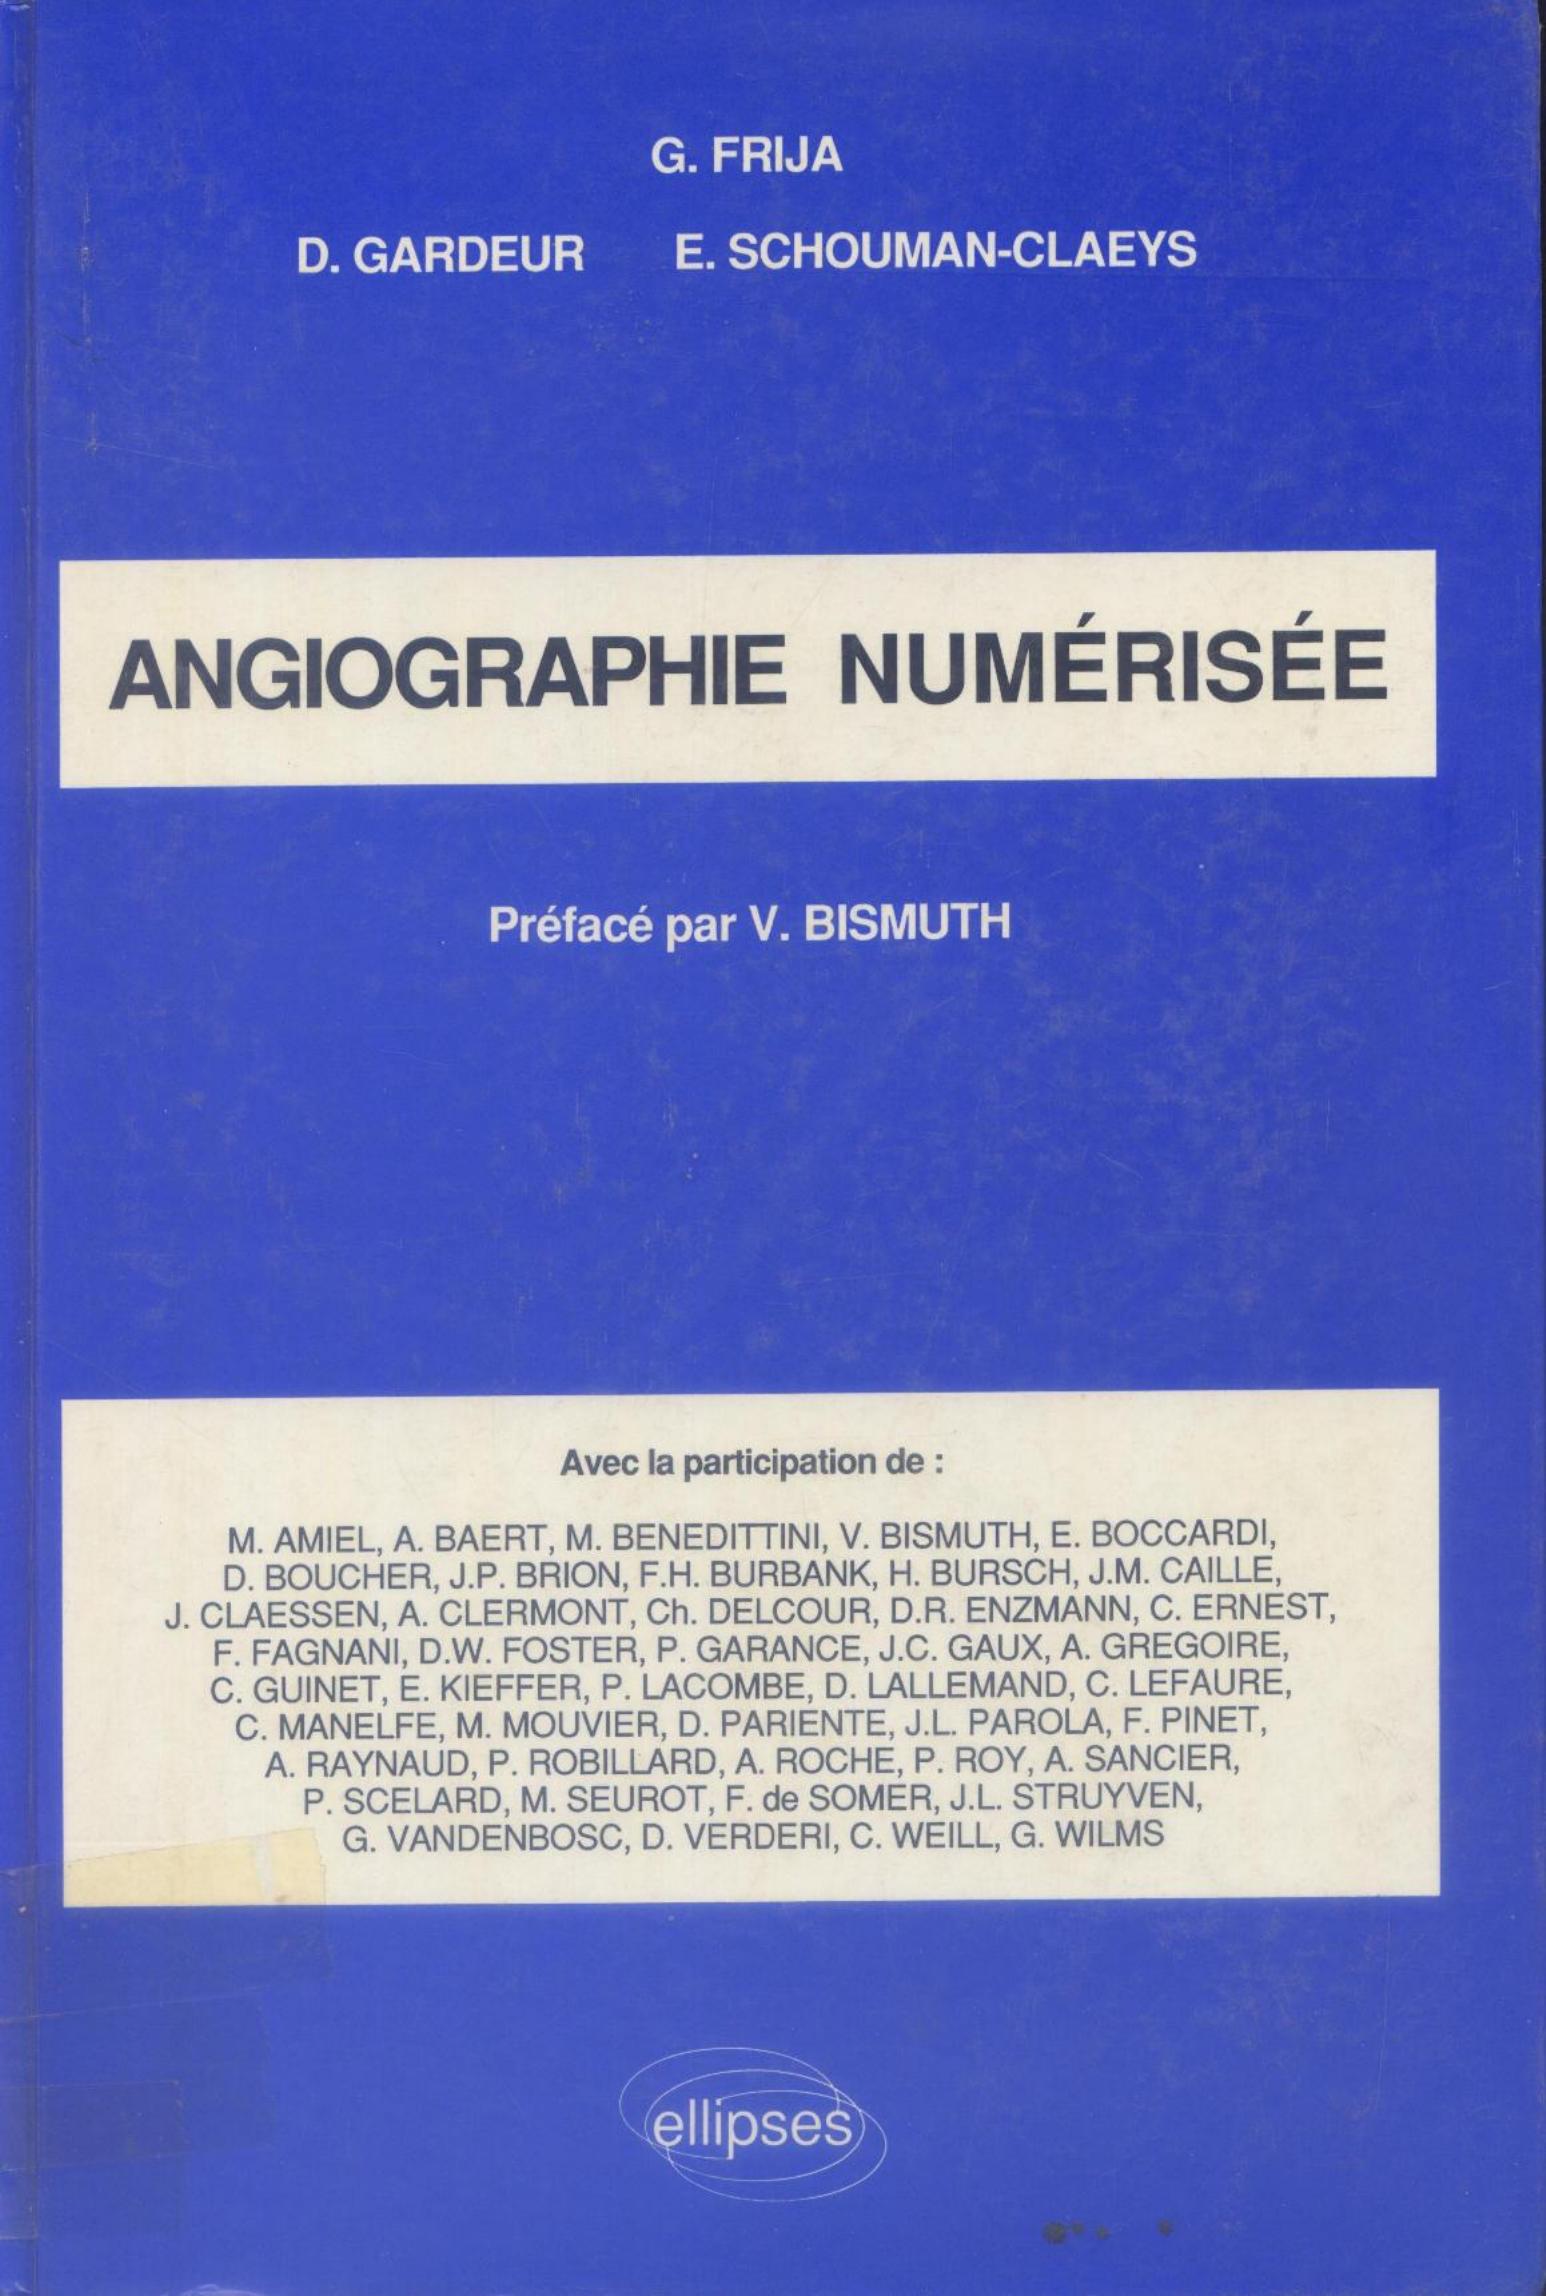 G. FRIJA
D. GARDEUR E. SCHOUMAN-CLAEYS
ANGIOGRAPHIE NUMÉRISÉE
Préfacé par V. BISMUTH
Avec la participation de :
M. AMIEL, A. BAERT, M. BENEDITTINI, V. BISMUTH, E. BOCCARDI,
D. BOUCHER, J.P. BRION, F.H. BURBANK, H. BURSCH, J.M. CAILLE,
J. CLAESSEN, A. CLERMONT, Ch. DELCOUR, D.R. ENZMANN, C. ERNEST,
F. FAGNANI, D.W. FOSTER, P. GARANCE, J.C. GAUX, A. GREGOIRE,
C. GUINET, E. KIEFFER, P. LACOMBE, D. LALLEMAND, C. LEFAURE,
C. MANELFE, M. MOUVIER, D. PARIENTE, J.L. PAROLA, F. PINET,
A. RAYNAUD, P. ROBILLARD, A. ROCHE, P. ROY, A. SANCIER,
P. SCELARD, M. SEUROT, F. de SOMER, J.L. STRUYVEN,
G. VANDENBOSC, D. VERDERI, C. WEILL, G. WILMS
ellipses